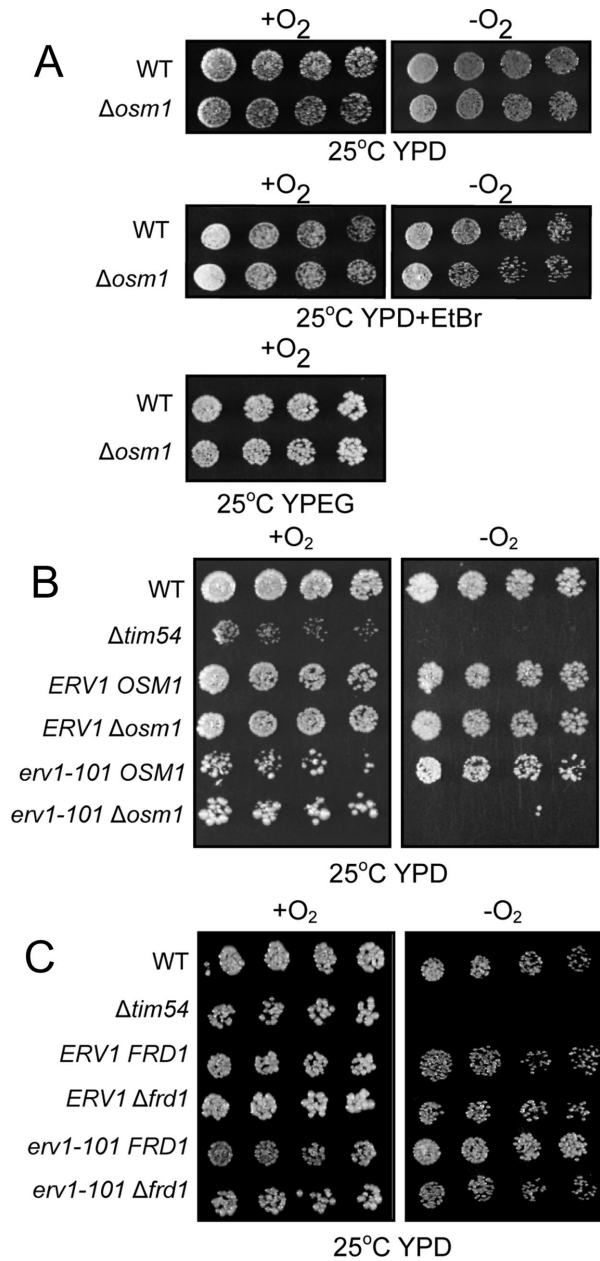 A
+O₂ -O₂
WT
Δosm1
25°C YPD
+O₂ -O₂
WT
Δosm1
25°C YPD+EtBr
+O₂
WT
Δosm1
25°C YPEG
B
+O₂ -O₂
WT
Δtim54
ERV1 OSM1
ERV1 Δosm1
erv1-101 OSM1
erv1-101 Δosm1
25°C YPD
C
+O₂ -O₂
WT
Δtim54
ERV1 FRD1
ERV1 Δfrd1
erv1-101 FRD1
erv1-101 Δfrd1
25°C YPD